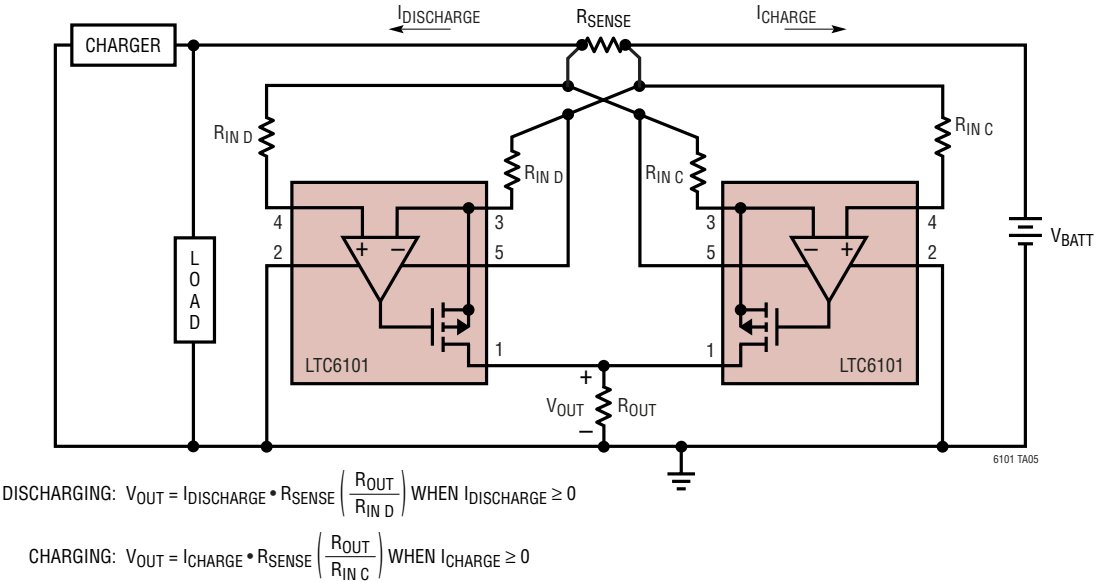 IDISCHARGE
RSENSE
ICHARGE
CHARGER
RIN D
RIN D
RIN C
RIN C
4
3
3
4
2
5
5
2
VBATT
LOAD
+
–
–
+
LTC6101
1
1
LTC6101
+
VOUT
ROUT
–
6101 TA05
DISCHARGING: VOUT = IDISCHARGE • RSENSE (ROUT / RIN D) WHEN IDISCHARGE ≥ 0
CHARGING: VOUT = ICHARGE • RSENSE (ROUT / RIN C) WHEN ICHARGE ≥ 0